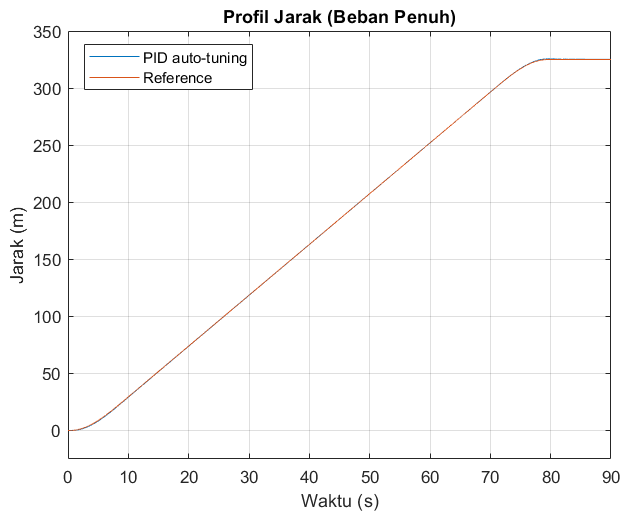 Profil Jarak (Beban Penuh)
PID auto-tuning
Reference
Jarak (m)
350
300
250
200
150
100
50
0
0 10 20 30 40 50 60 70 80 90
Waktu (s)